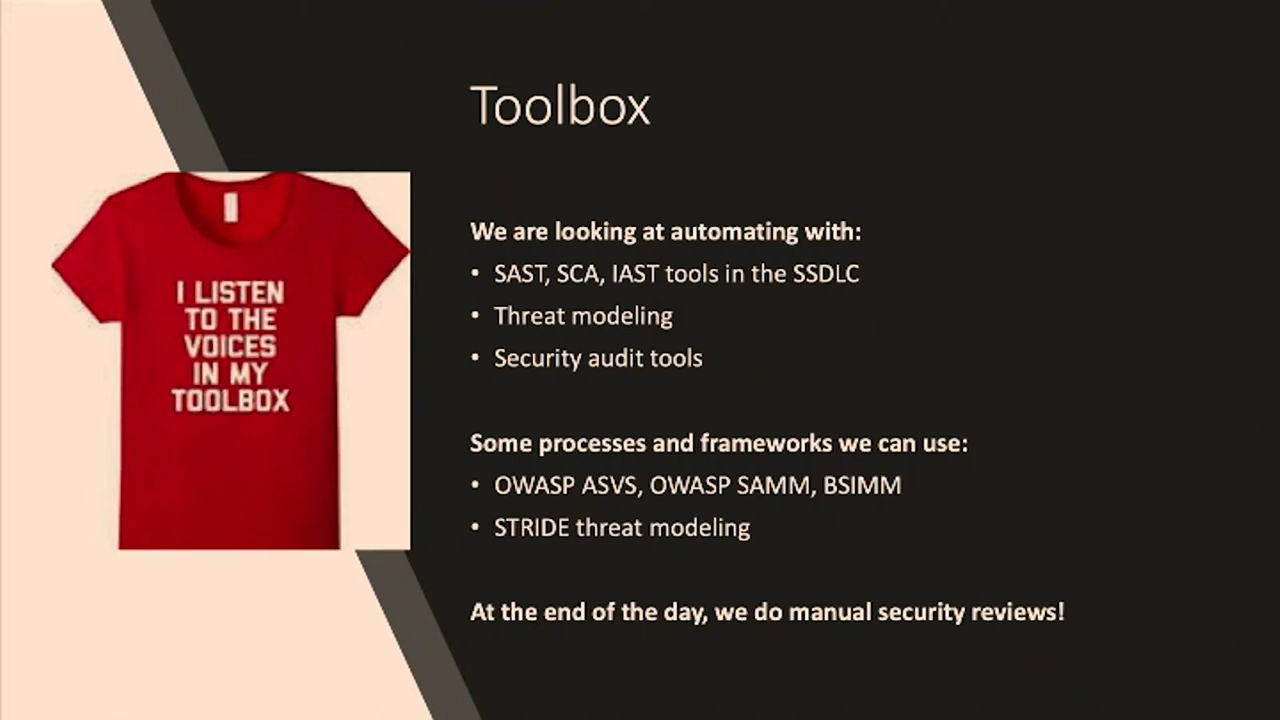 Toolbox
I LISTEN
TO THE
VOICES
IN MY
TOOLBOX
We are looking at automating with:
• SAST, SCA, IAST tools in the SSDLC
• Threat modeling
• Security audit tools
Some processes and frameworks we can use:
• OWASP ASVS, OWASP SAMM, BSIMM
• STRIDE threat modeling
At the end of the day, we do manual security reviews!